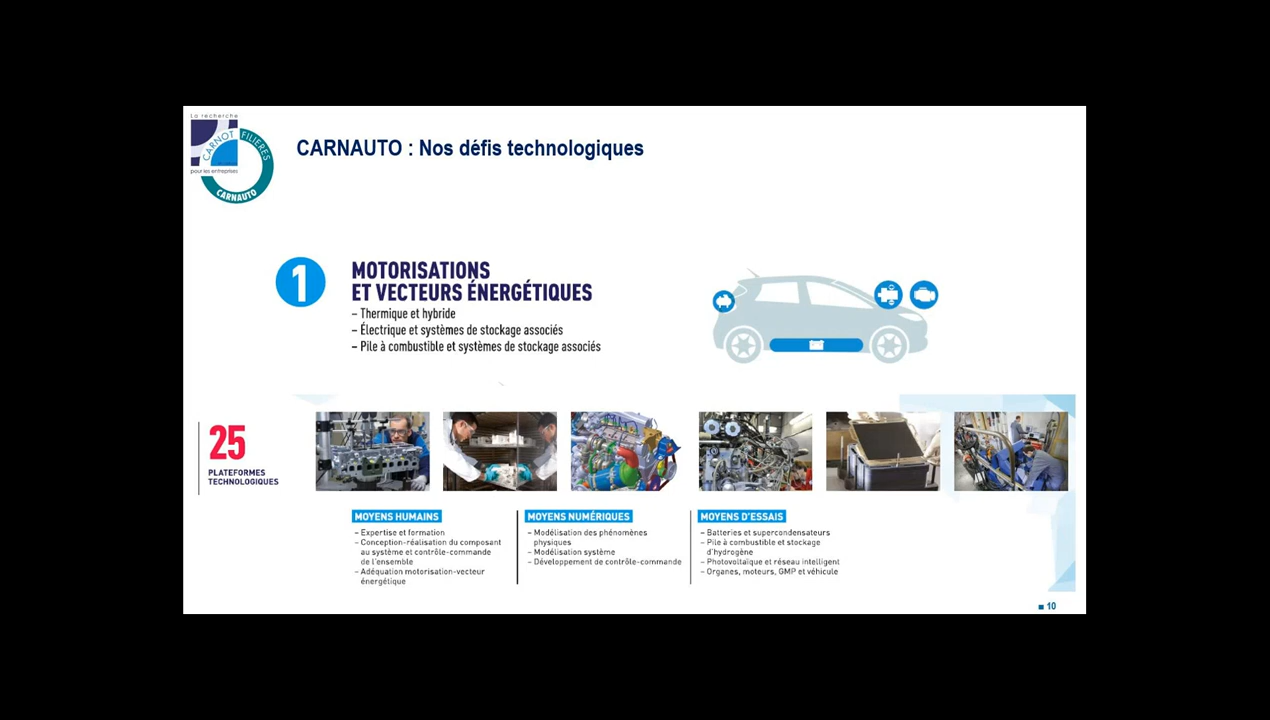 La recherche
CARNOT
FILIÈRES
pour les entreprises
CARNAUTO
CARNAUTO : Nos défis technologiques
1
MOTORISATIONS
ET VECTEURS ÉNERGÉTIQUES
– Thermique et hybride
– Électrique et systèmes de stockage associés
– Pile à combustible et systèmes de stockage associés
25
PLATEFORMES
TECHNOLOGIQUES
MOYENS HUMAINS
– Expertise et formation
– Conception-réalisation du composant
au système et contrôle-commande
de l'ensemble
– Adéquation motorisation-vecteur
énergétique
MOYENS NUMÉRIQUES
– Modélisation des phénomènes
physiques
– Modélisation système
– Développement de contrôle-commande
MOYENS D'ESSAIS
– Batteries et supercondensateurs
– Pile à combustible et stockage
d'hydrogène
– Photovoltaïque et réseau intelligent
– Organes, moteurs, GMP et véhicule
10